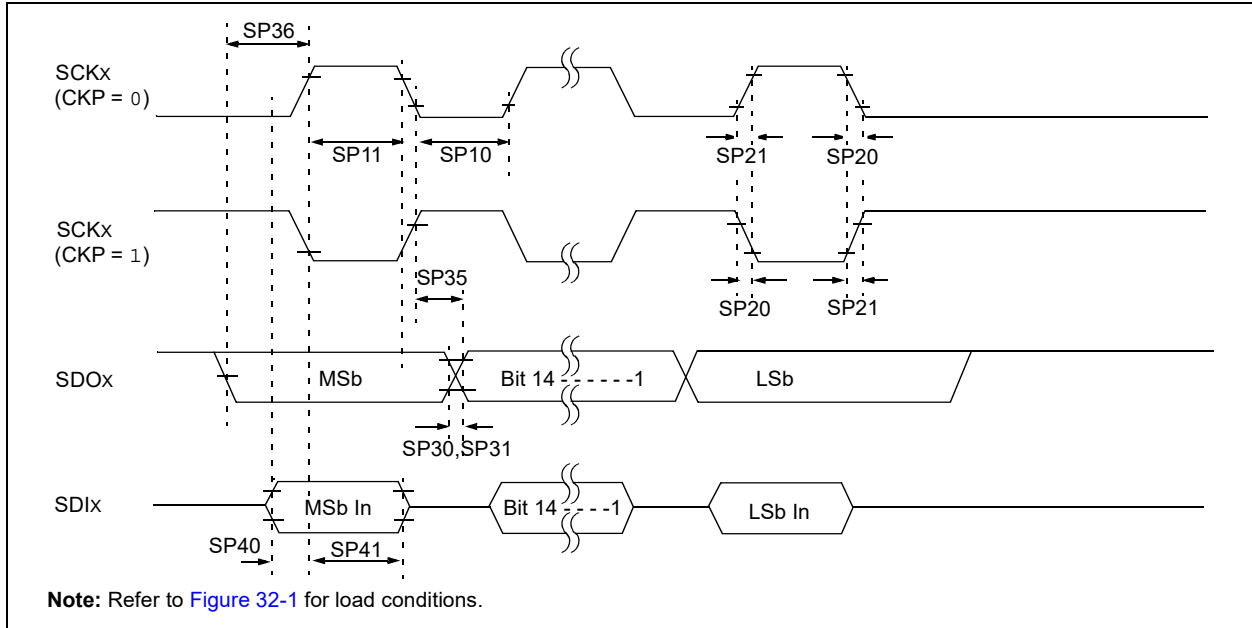 SP36
SCKx
(CKP = 0)
SP11
SP10
SP21
SP20
SCKx
(CKP = 1)
SP35
SP20
SP21
SDOx
MSb
Bit 14 - - - - - -1
LSb
SP30,SP31
SDIx
MSb In
Bit 14 - - - -1
LSb In
SP40
SP41
Note: Refer to Figure 32-1 for load conditions.